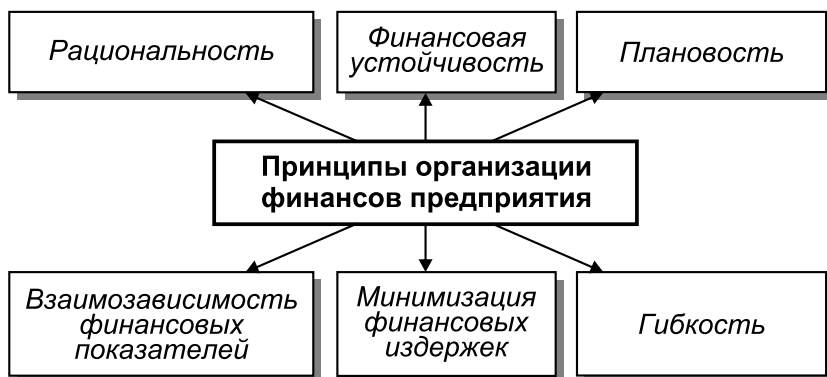 Рациональность
Финансовая
устойчивость
Плановость
Принципы организации
финансов предприятия
Взаимозависимость
финансовых
показателей
Минимизация
финансовых
издержек
Гибкость